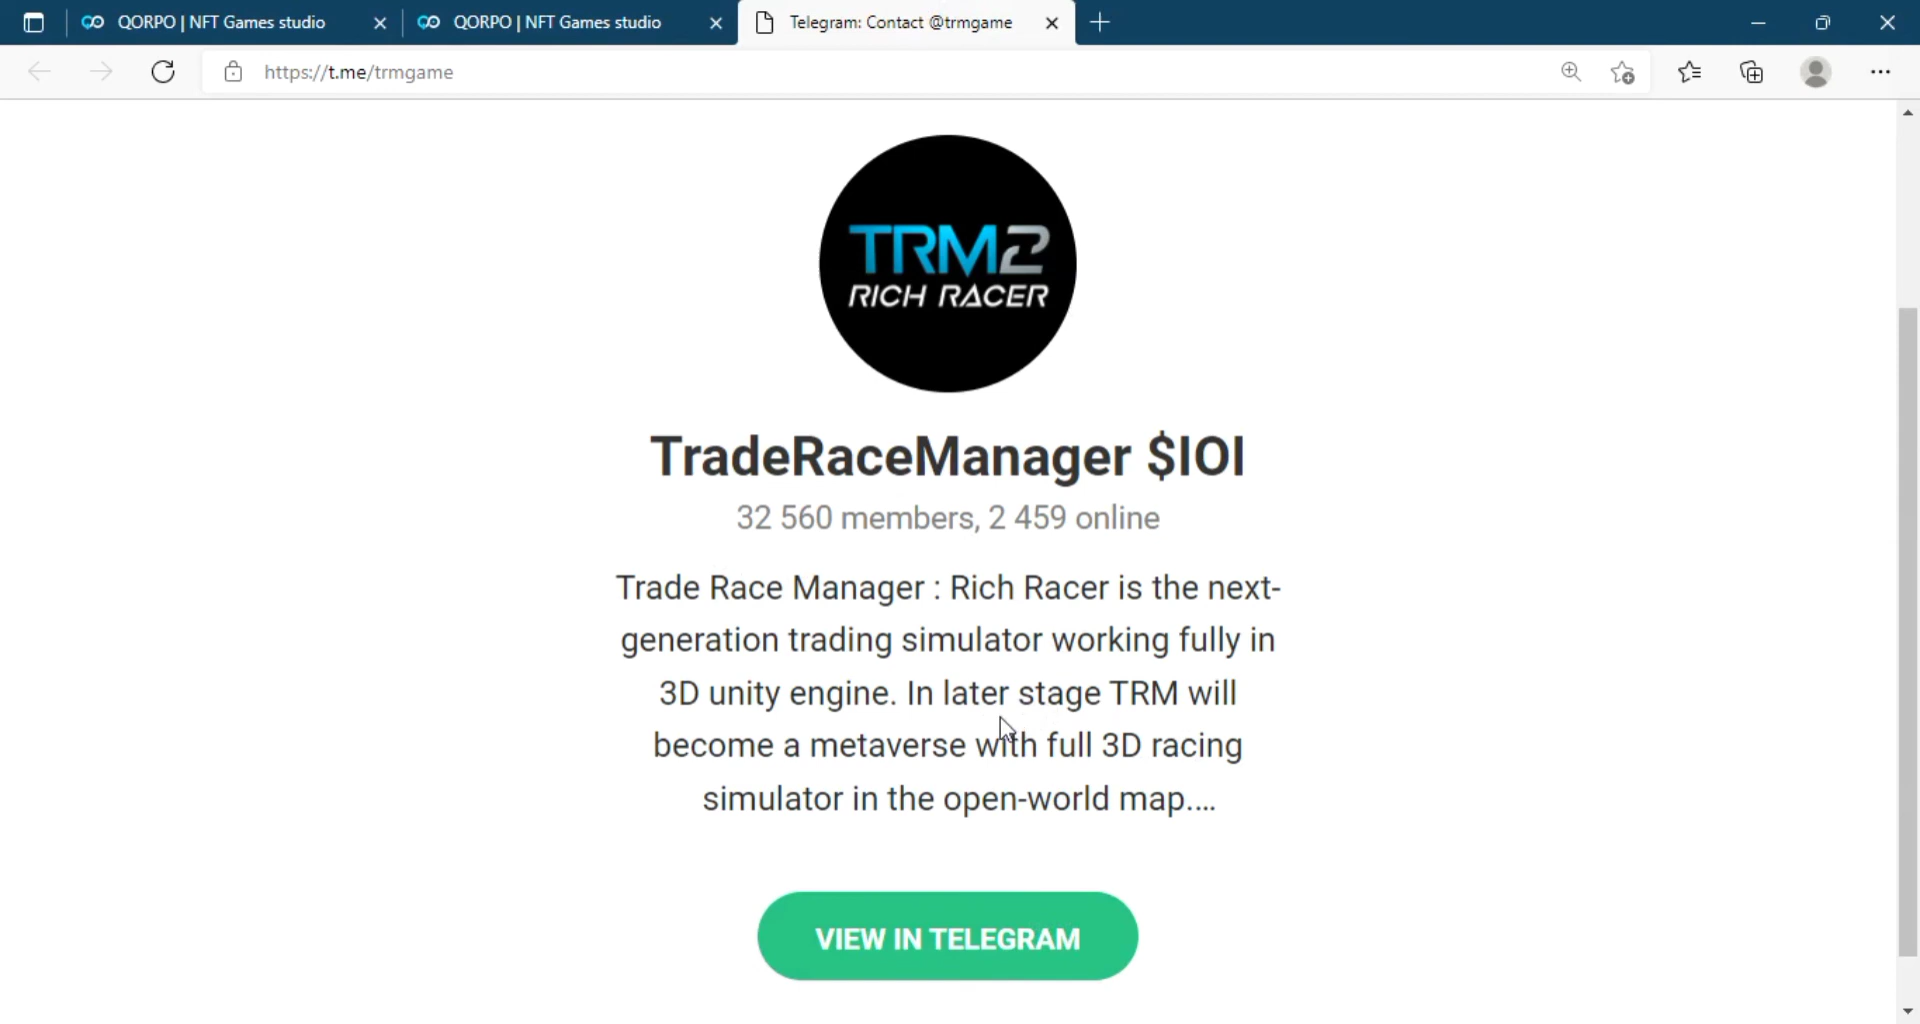 QORPO | NFT Games studio
QORPO | NFT Games studio
Telegram: Contact @trmgame
https://t.me/trmgame
TRM2
RICH RACER
TradeRaceManager $IOI
32 560 members, 2 459 online
Trade Race Manager : Rich Racer is the next-
generation trading simulator working fully in
3D unity engine. In later stage TRM will
become a metaverse with full 3D racing
simulator in the open-world map....
VIEW IN TELEGRAM